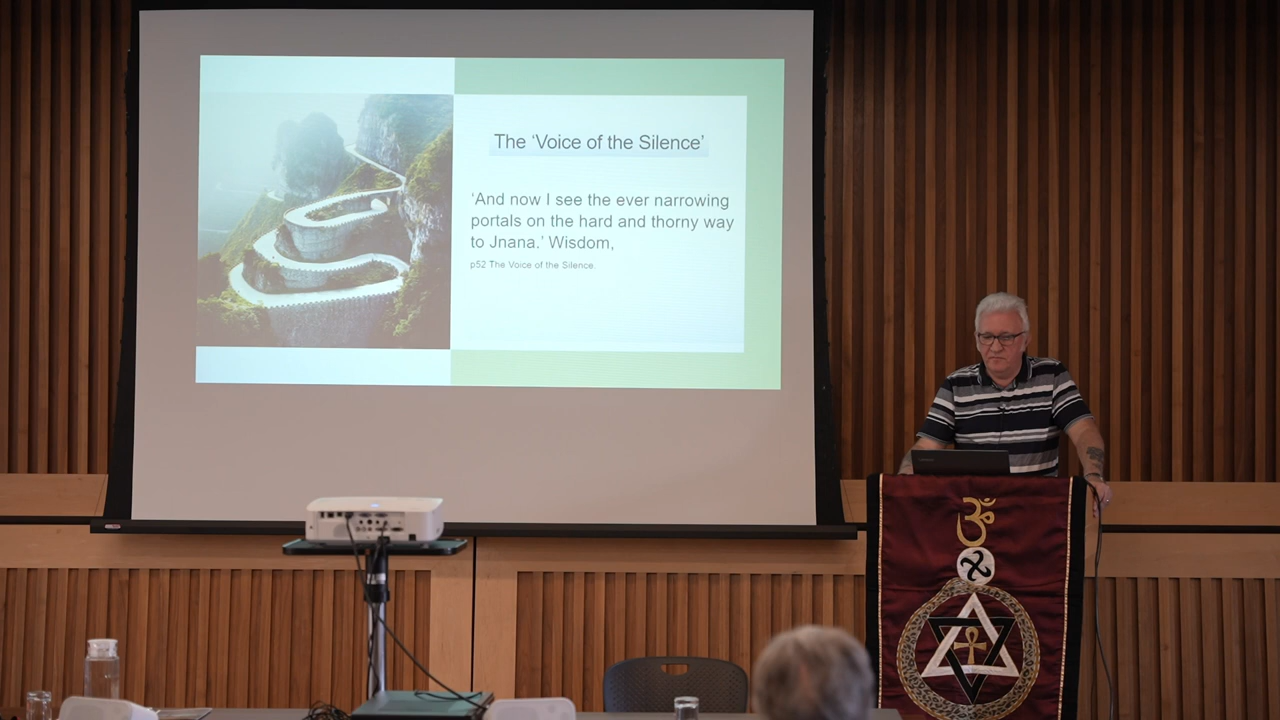 The ‘Voice of the Silence’
‘And now I see the ever narrowing
portals on the hard and thorny way
to Jnana.’ Wisdom,
p52 The Voice of the Silence.
ॐ